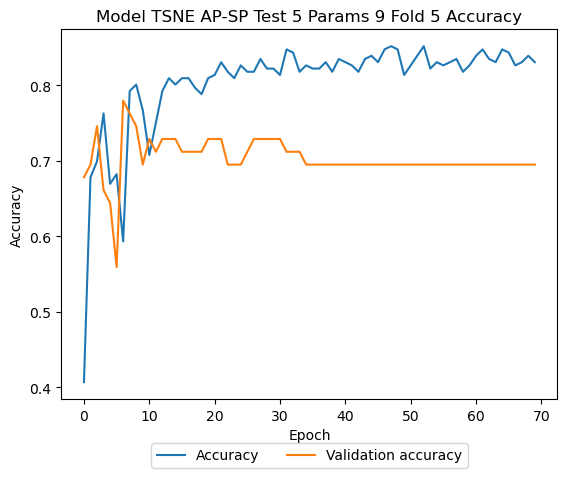 Model TSNE AP-SP Test 5 Params 9 Fold 5 Accuracy
Accuracy
0.8
0.7
0.6
0.5
0.4
0 10 20 30 40 50 60 70
Epoch
Accuracy Validation accuracy